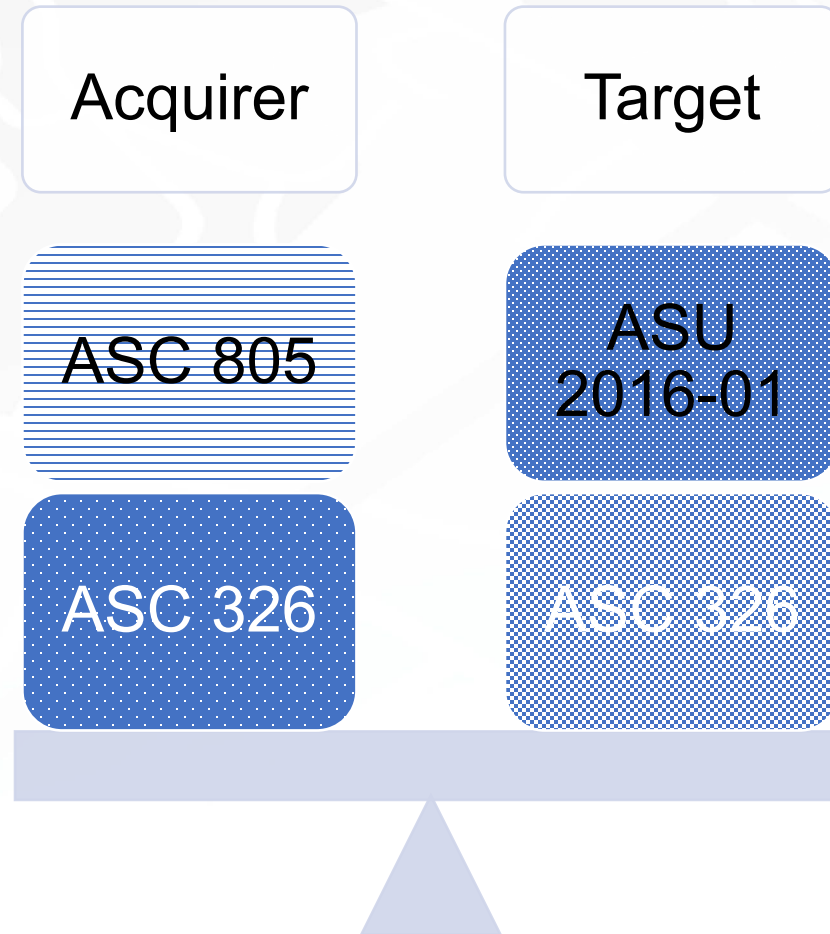 Acquirer
Target
ASC 805
ASU
2016-01
ASC 326
ASC 326